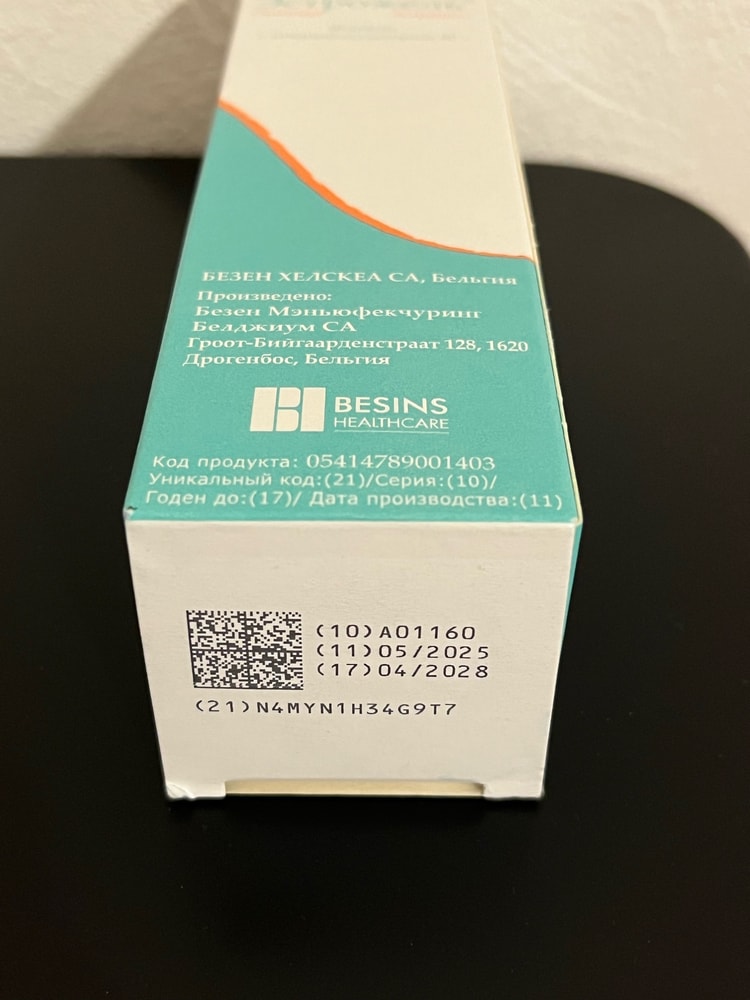 БЕЗЕН ХЕЛСКЕА СА, Бельгия
Произведено:
Безен Мэньюфекчуринг
Белджиум СА
Гроот-Бийгаарденстраат 128, 1620
Дрогенбос, Бельгия
BESINS
HEALTHCARE
Код продукта: 05414789001403
Уникальный код:(21)/Серия:(10)/
Годен до:(17)/ Дата производства:(11)
(10)A01160
(11)05/2025
(17)04/2028
(21)N4MYN1H34G9T7